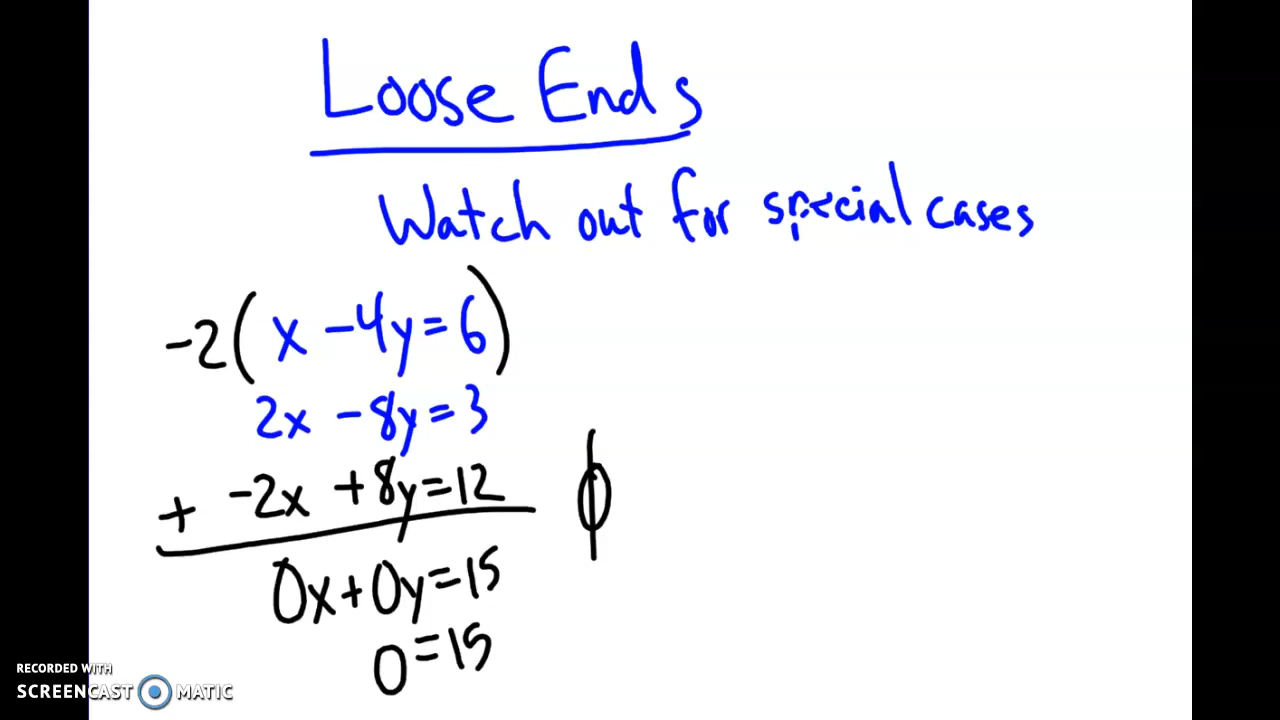 Loose Ends
Watch out for special cases
-2(x - 4y = 6)
2x - 8y = 3
+ -2x + 8y = 12
ϕ
0x + 0y = 15
0 = 15
RECORDED WITH
SCREENCAST MATIC